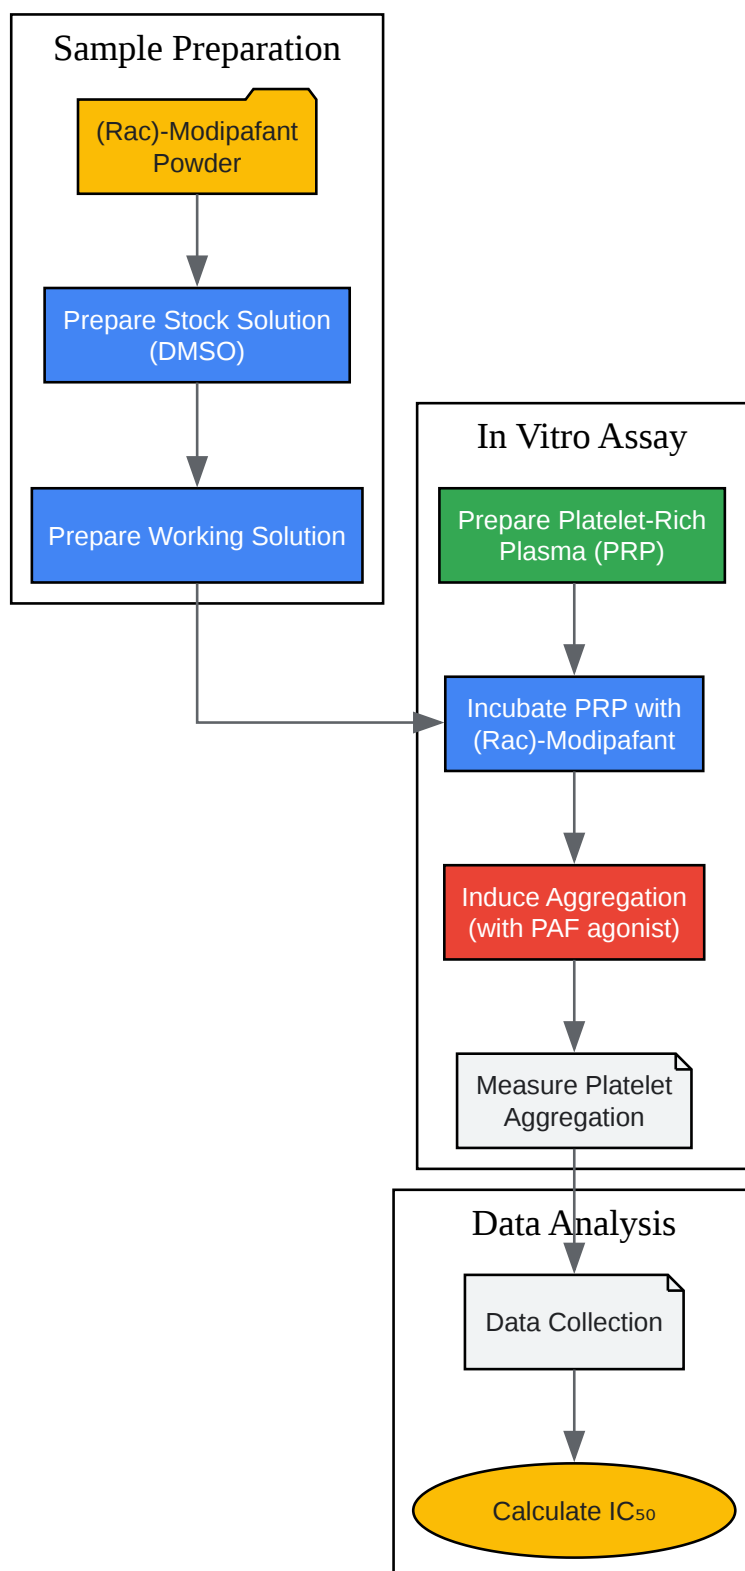 Sample Preparation
(Rac)-Modipafant
Powder
Prepare Stock Solution
(DMSO)
Prepare Working Solution
In Vitro Assay
Prepare Platelet-Rich
Plasma (PRP)
Incubate PRP with
(Rac)-Modipafant
Induce Aggregation
(with PAF agonist)
Measure Platelet
Aggregation
Data Analysis
Data Collection
Calculate IC₅₀